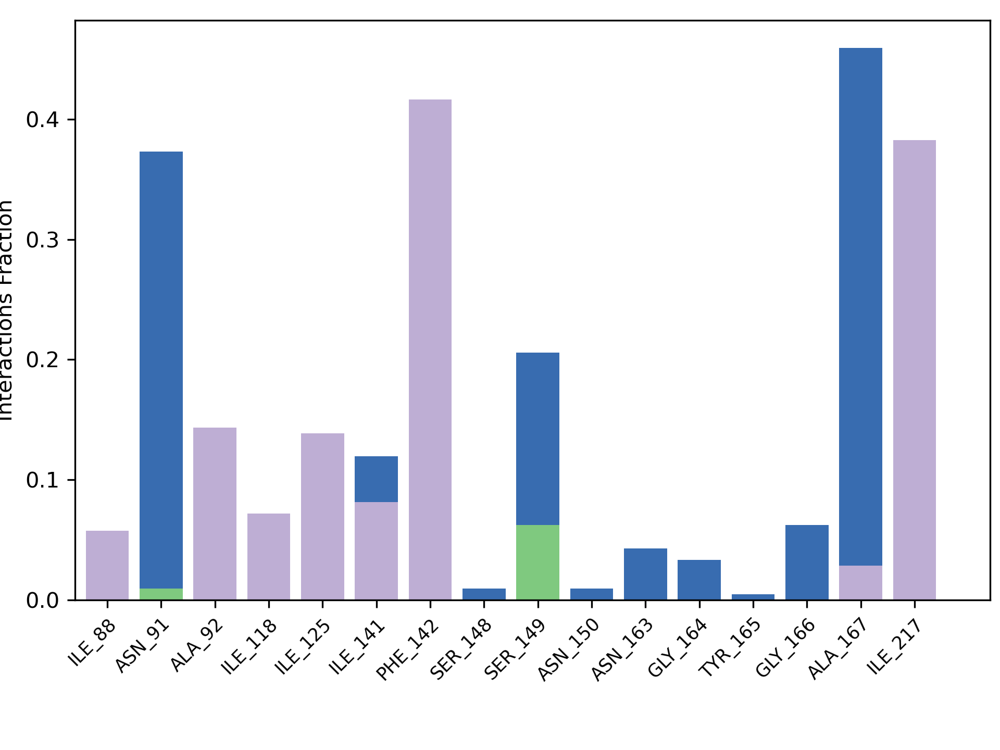 Interactions Fraction
0.4
0.3
0.2
0.1
0.0
ILE_88
ASN_91
ALA_92
ILE_118
ILE_125
ILE_141
PHE_142
SER_148
SER_149
ASN_150
ASN_163
GLY_164
TYR_165
GLY_166
ALA_167
ILE_217